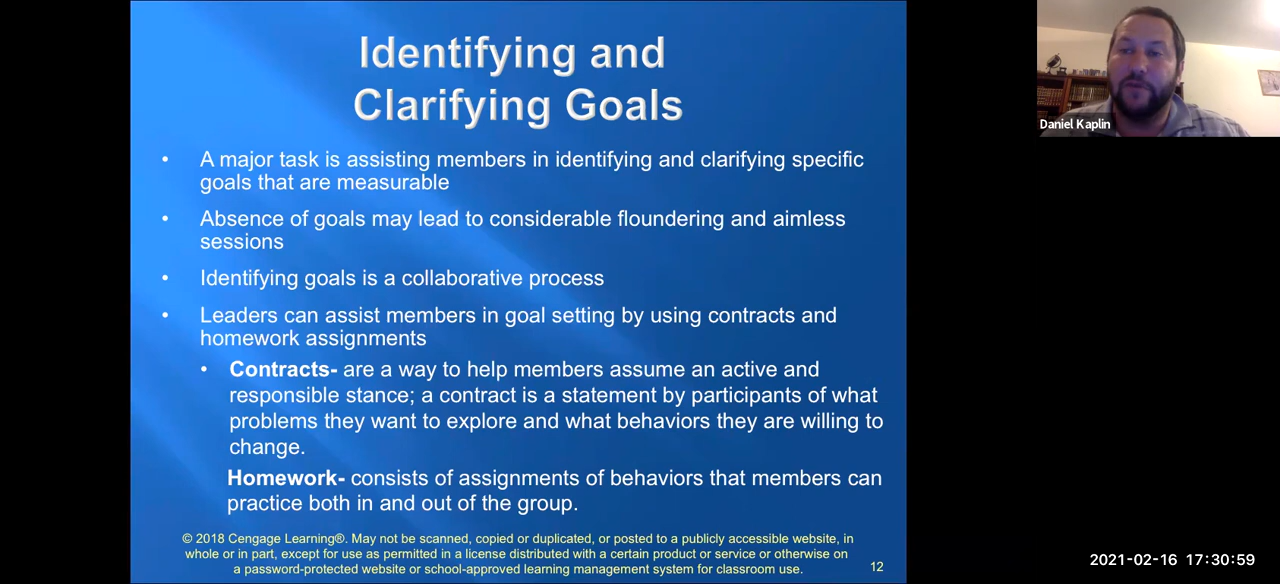 Identifying and
Clarifying Goals
• A major task is assisting members in identifying and clarifying specific
goals that are measurable
• Absence of goals may lead to considerable floundering and aimless
sessions
• Identifying goals is a collaborative process
• Leaders can assist members in goal setting by using contracts and
homework assignments
• Contracts- are a way to help members assume an active and
responsible stance; a contract is a statement by participants of what
problems they want to explore and what behaviors they are willing to
change.
Homework- consists of assignments of behaviors that members can
practice both in and out of the group.
© 2018 Cengage Learning®. May not be scanned, copied or duplicated, or posted to a publicly accessible website, in
whole or in part, except for use as permitted in a license distributed with a certain product or service or otherwise on
a password-protected website or school-approved learning management system for classroom use.
12
Daniel Kaplin
2021-02-16 17:30:59